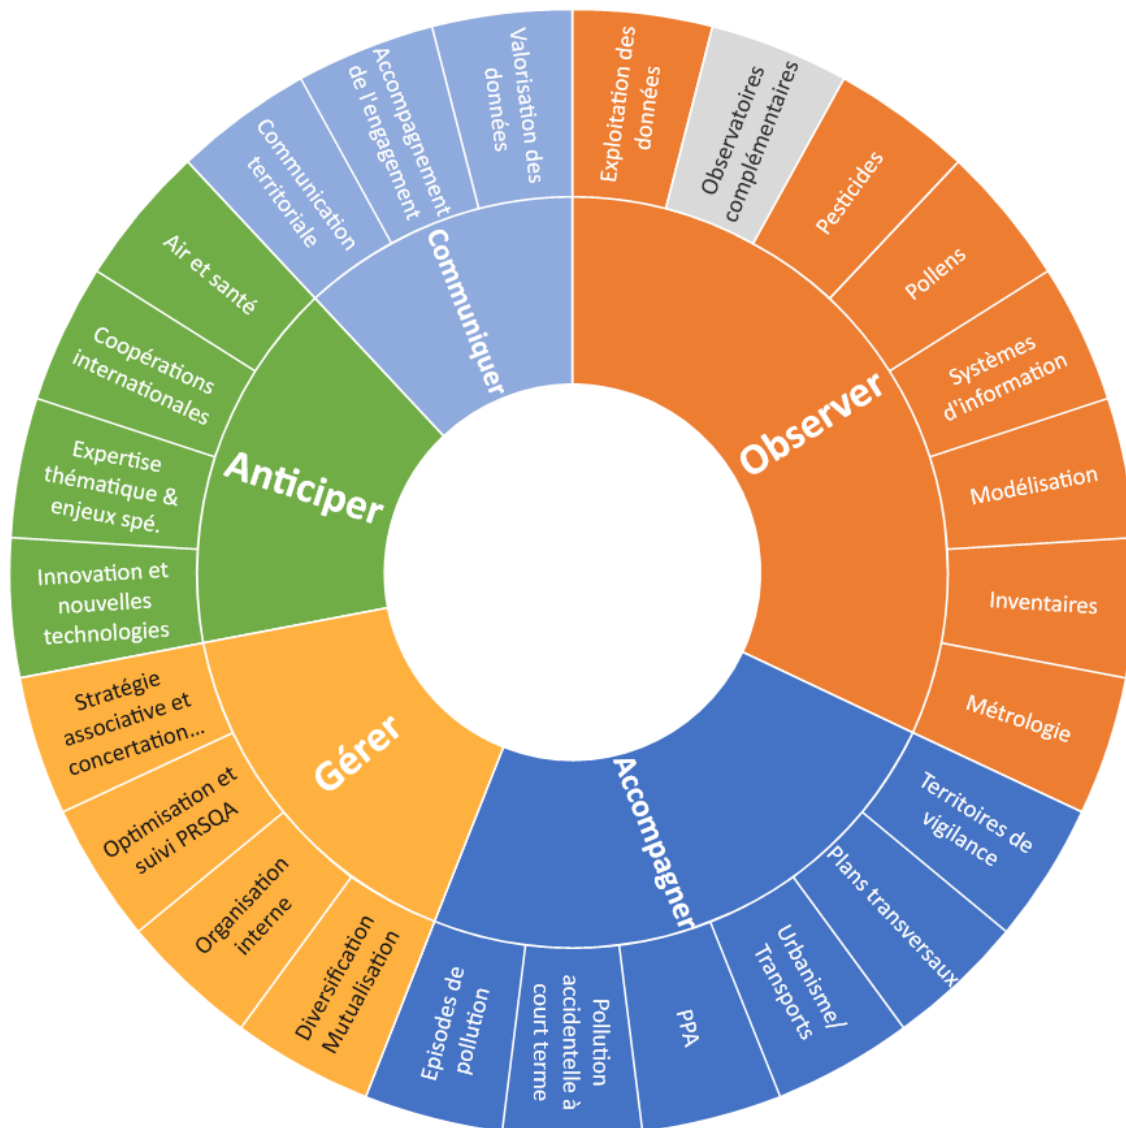 Observer
Exploitation des
données
Observatoires
complémentaires
Pesticides
Pollens
Systèmes
d'information
Modélisation
Inventaires
Métrologie
Accompagner
Territoires de
vigilance
Plans transversaux
Urbanisme/
Transports
PPA
Pollution
accidentelle à
court terme
Episodes de
pollution
Gérer
Diversification
Mutualisation
Organisation
interne
Optimisation et
suivi PRSQA
Stratégie
associative et
concertation...
Anticiper
Innovation et
nouvelles
technologies
Expertise
thématique &
enjeux spé.
Coopérations
internationales
Air et santé
Communiquer
Communication
territoriale
Accompagnement
de l'engagement
Valorisation des
données